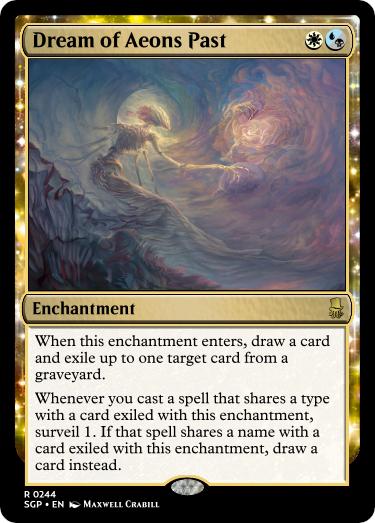 Dream of Aeons Past
Enchantment
When this enchantment enters, draw a card
and exile up to one target card from a
graveyard.
Whenever you cast a spell that shares a type
with a card exiled with this enchantment,
surveil 1. If that spell shares a name with a
card exiled with this enchantment, draw a
card instead.
R 0244
SGP • EN Maxwell Crabill